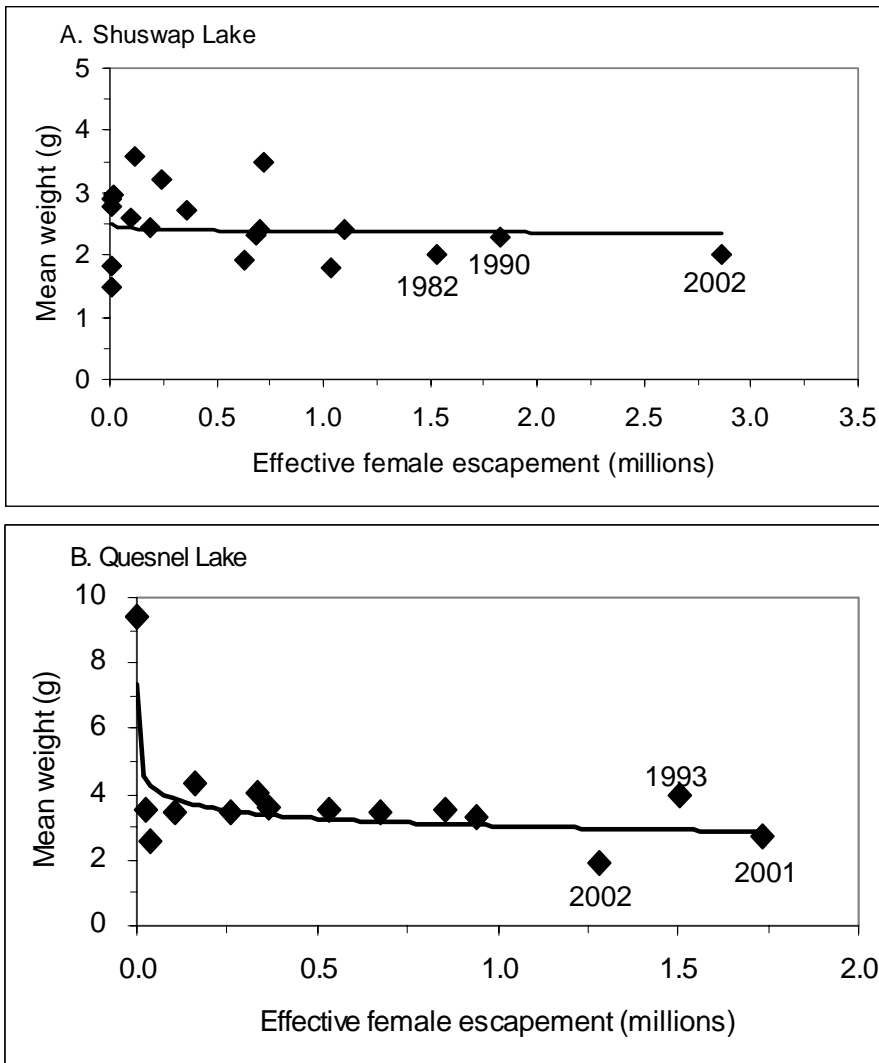 A. Shuswap Lake
5
4
3
2
1
0
Mean weight (g)
1982
1990
2002
0.0 0.5 1.0 1.5 2.0 2.5 3.0 3.5
Effective female escapement (millions)
B. Quesnel Lake
10
8
6
4
2
0
Mean weight (g)
1993
2002
2001
0.0 0.5 1.0 1.5 2.0
Effective female escapement (millions)